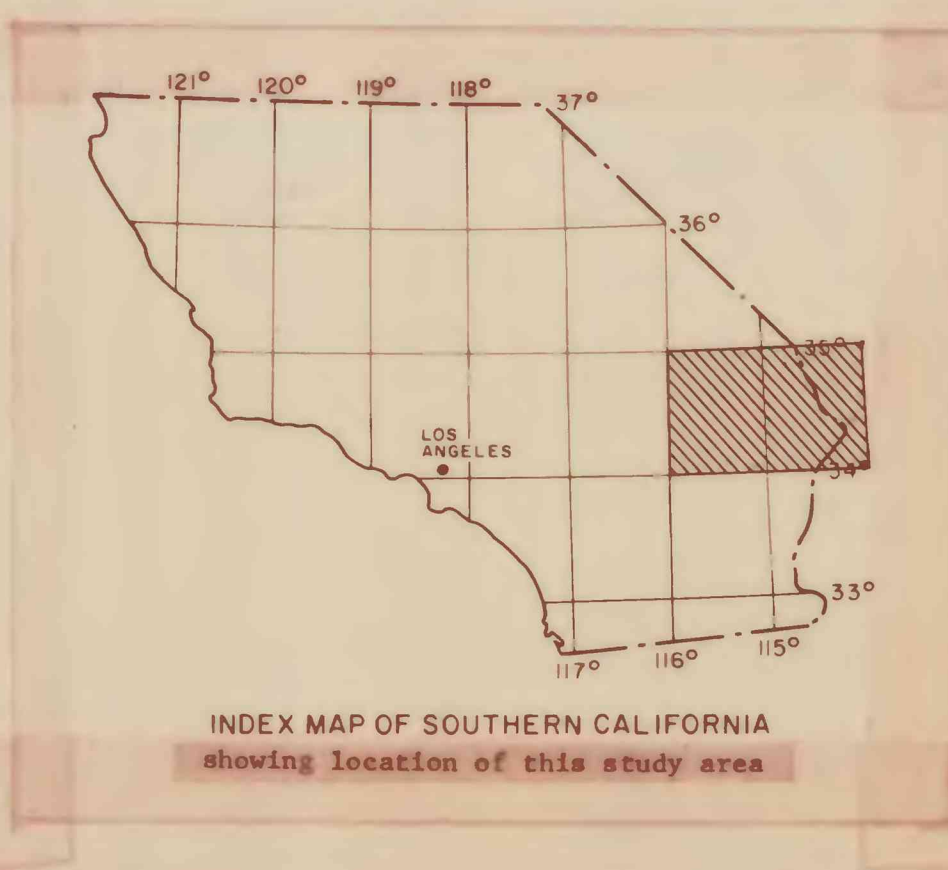 121° 120° 119° 118°
37°
36°
35°
LOS
ANGELES
34°
33°
117° 116° 115°
INDEX MAP OF SOUTHERN CALIFORNIA
showing location of this study area